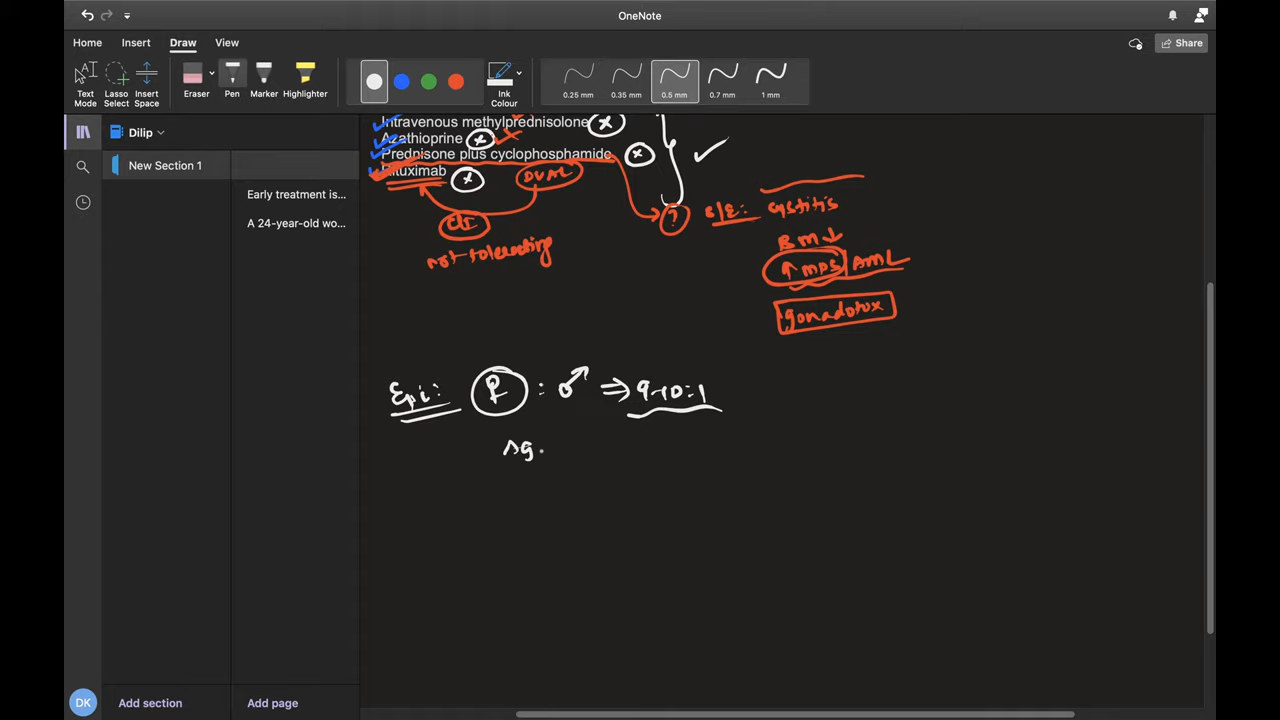 OneNote
Home Insert Draw View
Share
Text Mode
Lasso Select
Insert Space
Eraser
Pen
Marker
Highlighter
Ink Colour
0.25 mm
0.35 mm
0.5 mm
0.7 mm
1 mm
Dilip
New Section 1
Early treatment is...
A 24-year-old wo...
Intravenous methylprednisolone x
Azathioprine x
Prednisone plus cyclophosphamide x
Rituximab x
DUAL
C/I
not tolerating
?
S/E: cystitis
BM↓
↑MDS/AML
gonadotox
Epi: ♀ : ♂ ⇒ 9-10:1
DK
Add section
Add page